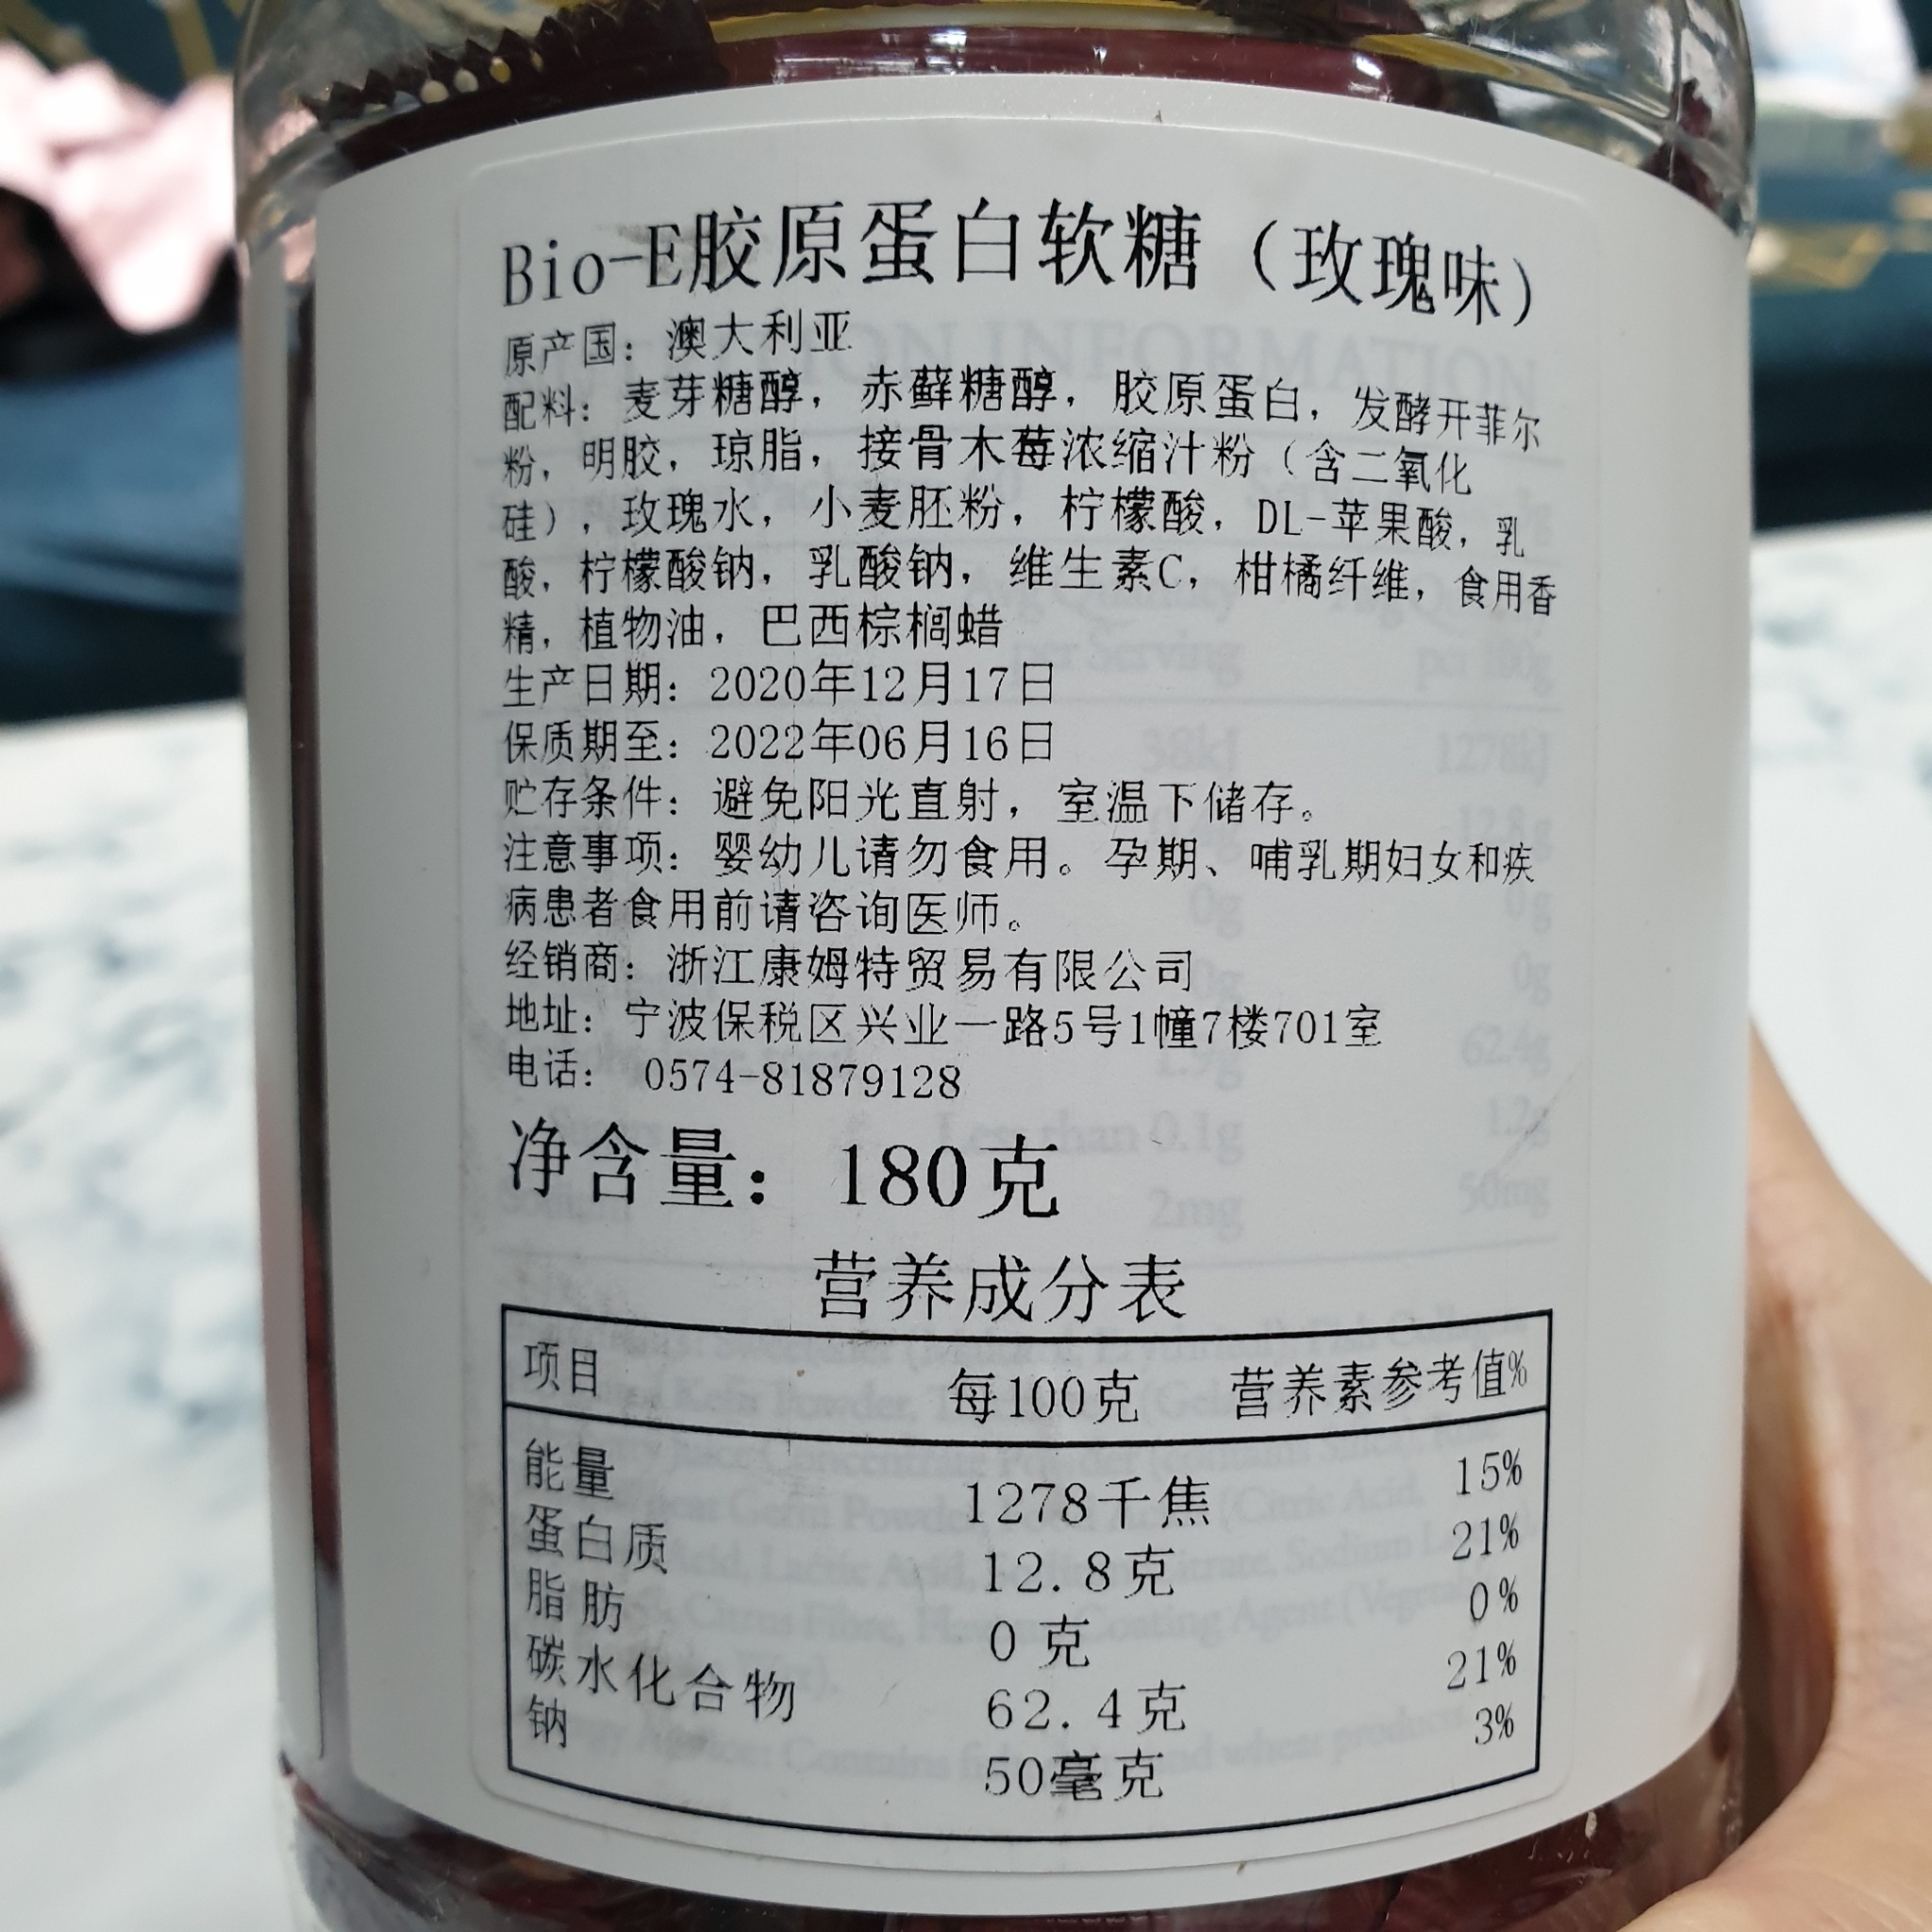 Bio-E胶原蛋白软糖（玫瑰味）
原产国：澳大利亚
配料：麦芽糖醇，赤藓糖醇，胶原蛋白，发酵开菲尔
粉，明胶，琼脂，接骨木莓浓缩汁粉（含二氧化
硅），玫瑰水，小麦胚粉，柠檬酸，DL-苹果酸，乳
酸，柠檬酸钠，乳酸钠，维生素C，柑橘纤维，食用香
精，植物油，巴西棕榈蜡
生产日期：2020年12月17日
保质期至：2022年06月16日
贮存条件：避免阳光直射，室温下储存。
注意事项：婴幼儿请勿食用。孕期、哺乳期妇女和疾
病患者食用前请咨询医师。
经销商：浙江康姆特贸易有限公司
地址：宁波保税区兴业一路5号1幢7楼701室
电话： 0574-81879128
净含量： 180克
营养成分表
项目 每100克 营养素参考值%
能量 1278千焦 15%
蛋白质 12.8克 21%
脂肪 0 克 0%
碳水化合物 62.4克 21%
钠 50毫克 3%